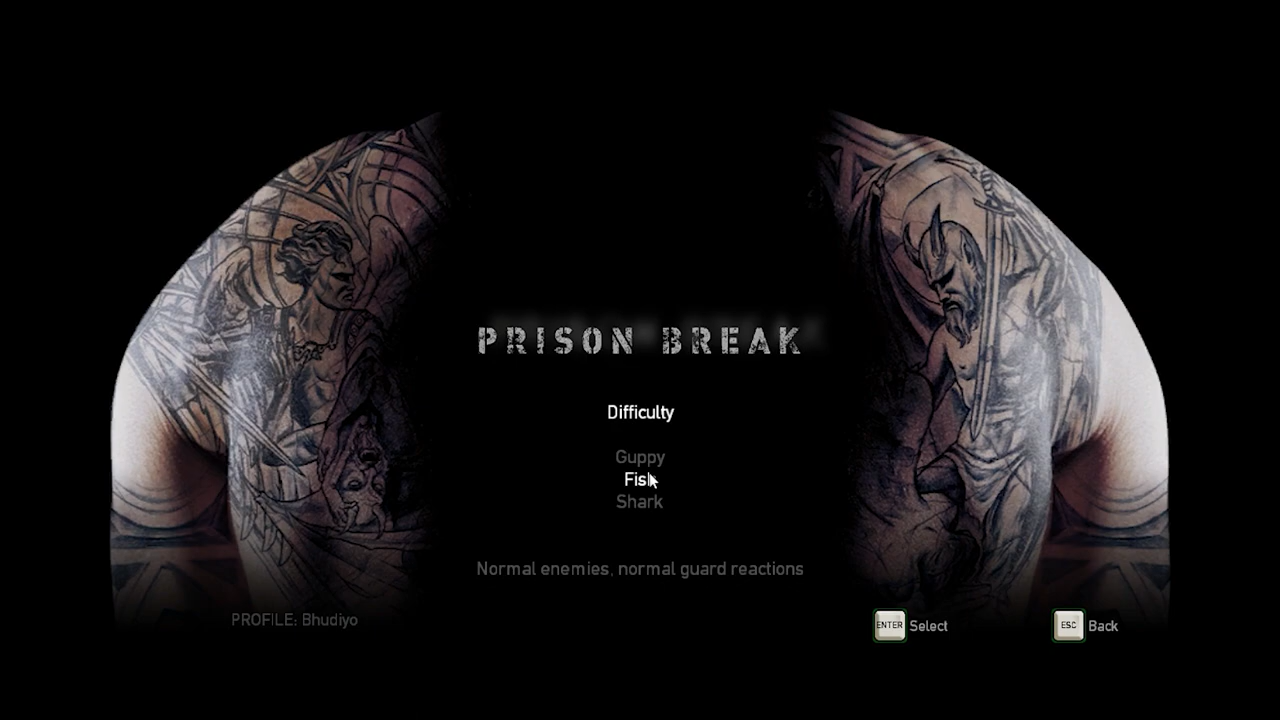 PRISON BREAK
Difficulty
Guppy
Fish
Shark
Normal enemies, normal guard reactions
PROFILE: Bhudiyo
ENTER Select
ESC Back